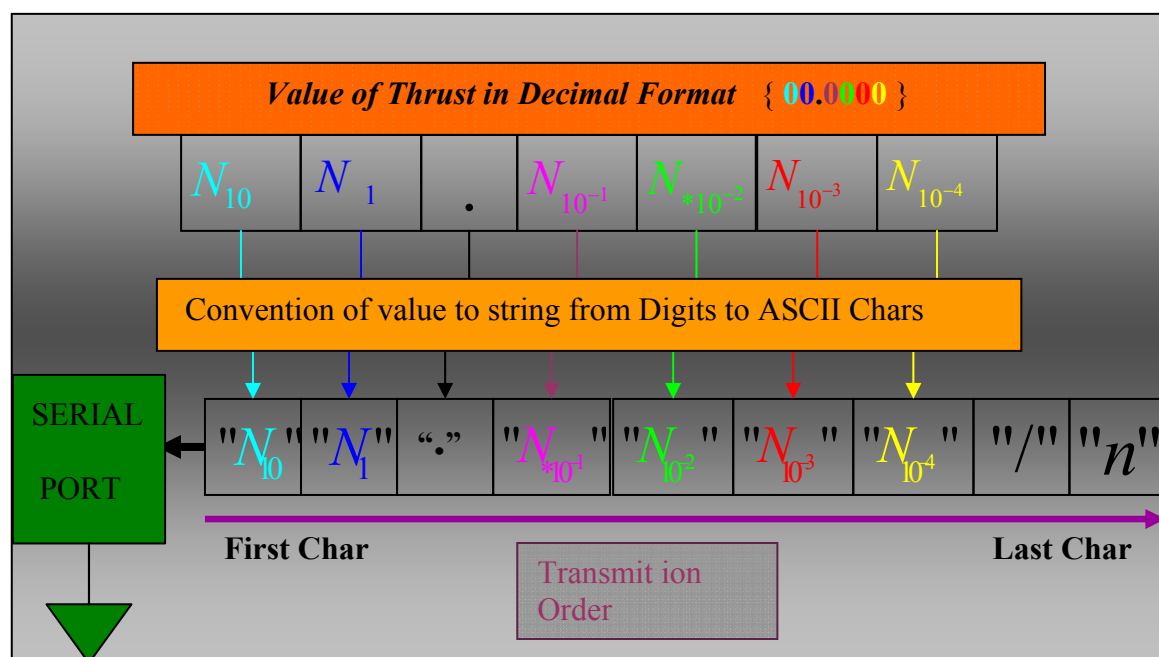 Value of Thrust in Decimal Format { 00.0000 }
N10 N 1 . N10-1 N*10-2 N10-3 N10-4
Convention of value to string from Digits to ASCII Chars
SERIAL
PORT
"N10" "N1" “.” "N*10-1" "N10-2" "N10-3" "N10-4" "/" "n"
First Char Last Char
Transmit ion
Order